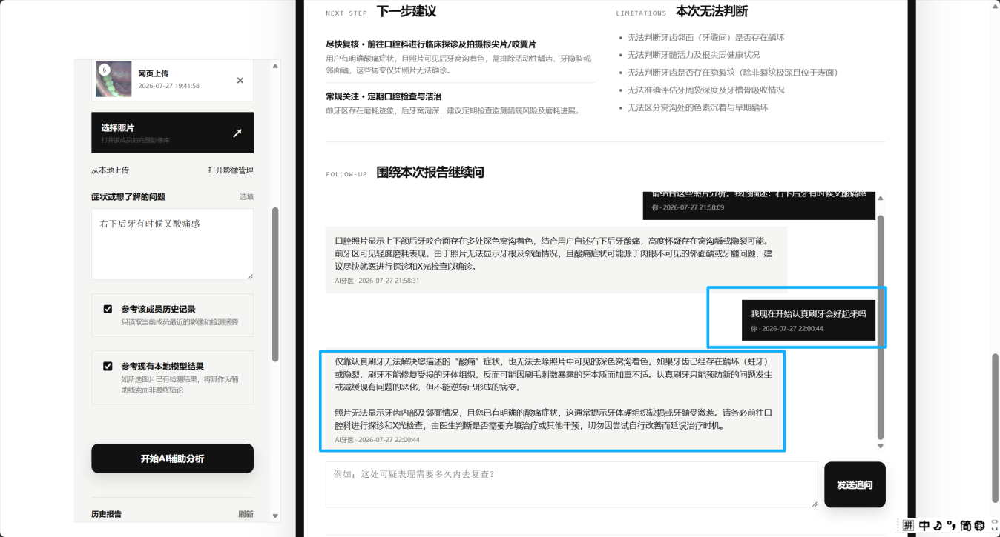 6
网页上传
2026-07-27 19:41:58
×
选择照片
打开该成员的完整影像库
从本地上传 打开影像管理
症状或想了解的问题 选填
右下后牙有时候又酸痛感
参考该成员历史记录
只读取当前成员最近的影像和检测摘要
参考现有本地模型结果
如所选图片已有检测结果，将其作为辅
助线索而非最终结论
开始AI辅助分析
历史报告 刷新
NEXT STEP 下一步建议
尽快复核・前往口腔科进行临床探诊及拍摄根尖片/咬翼片
用户有明确酸痛症状，且照片可见后牙窝沟着色，需排除活动性龋齿、牙隐裂或
邻面龋，这些病变仅凭照片无法确诊。
常规关注・定期口腔检查与洁治
前牙区存在磨耗迹象，后牙窝沟深，建议定期检查监测龋病风险及磨耗进展。
LIMITATIONS 本次无法判断
• 无法判断牙齿邻面（牙缝间）是否存在龋坏
• 无法判断牙髓活力及根尖周健康状况
• 无法判断牙齿是否存在隐裂纹（除非裂纹极深且位于表面）
• 无法准确评估牙周袋深度及牙槽骨吸收情况
• 无法区分窝沟处的色素沉着与早期龋坏
FOLLOW-UP 围绕本次报告继续问
请结合这些照片分析。我的描述：右下后牙有时候又酸痛感
你 · 2026-07-27 21:58:09
口腔照片显示上下颌后牙咬合面存在多处深色窝沟着色，结合用户自述右下后牙酸痛，高度怀疑存在窝沟龋或隐裂可能。
前牙区可见轻度磨耗表现。由于照片无法显示牙根及邻面情况，且酸痛症状可能源于肉眼不可见的邻面龋或牙髓问题，建
议尽快就医进行探诊和X光检查以确诊。
AI牙医 · 2026-07-27 21:58:31
我现在开始认真刷牙会好起来吗
你 · 2026-07-27 22:00:44
仅靠认真刷牙无法解决您描述的“酸痛”症状，也无法去除照片中可见的深色窝沟着色。如果牙齿已经存在龋坏（蛀牙）
或隐裂，刷牙不能修复受损的牙体组织，反而可能因刷毛刺激暴露的牙本质而加重不适。认真刷牙只能预防新的问题发生
或减缓现有问题的恶化，但不能逆转已形成的病变。
照片无法显示牙齿内部及邻面情况，且您已有明确的酸痛症状，这通常提示牙体硬组织缺损或牙髓受激惹。请务必前往口
腔科进行探诊和X光检查，由医生判断是否需要充填治疗或其他干预，切勿因尝试自行改善而延误治疗时机。
AI牙医 · 2026-07-27 22:00:44
例如：这处可疑表现需要多久内去复查？
发送追问
拼 中 简